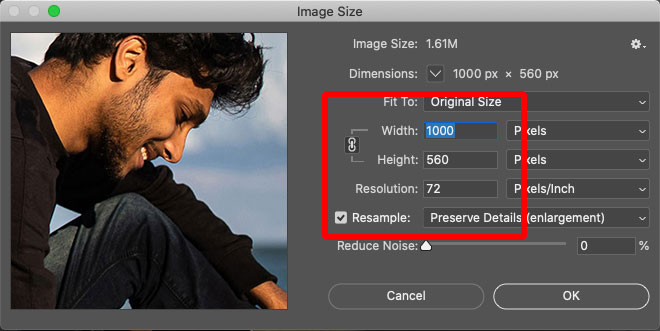 Image Size
Image Size: 1.61M
Dimensions: 1000 px × 560 px
Fit To: Original Size
Width: 1000 Pixels
Height: 560 Pixels
Resolution: 72 Pixels/Inch
Resample: Preserve Details (enlargement)
Reduce Noise: 0 %
Cancel OK